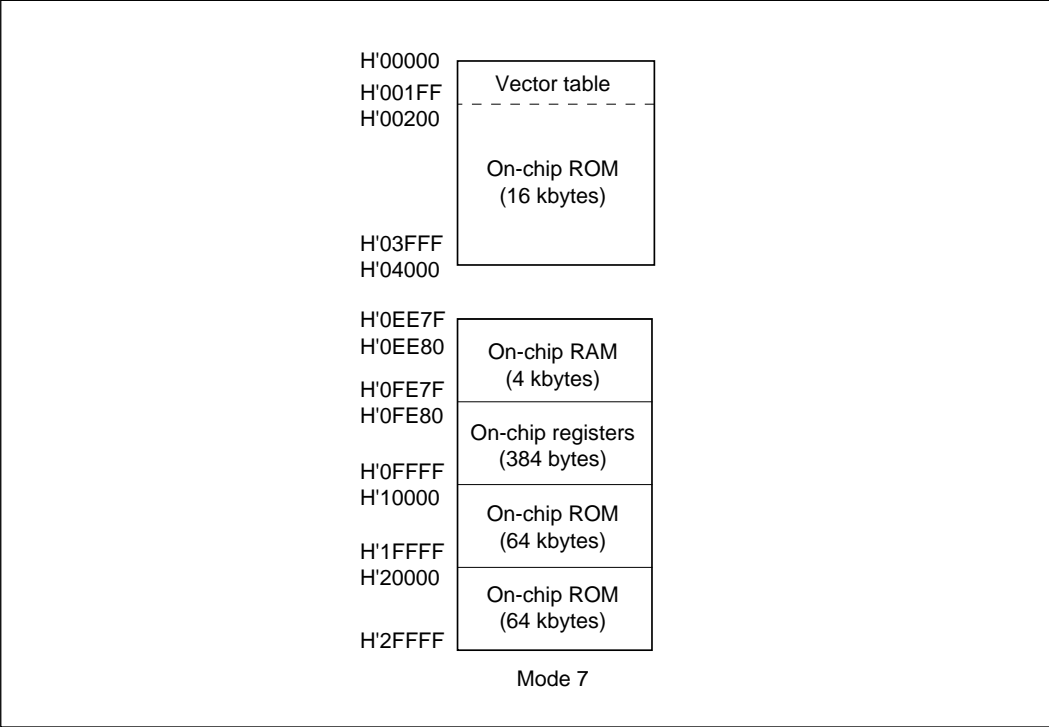 H'00000
Vector table
H'001FF
H'00200
On-chip ROM
(16 kbytes)
H'03FFF
H'04000
H'0EE7F
H'0EE80
On-chip RAM
(4 kbytes)
H'0FE7F
H'0FE80
On-chip registers
(384 bytes)
H'0FFFF
H'10000
On-chip ROM
(64 kbytes)
H'1FFFF
H'20000
On-chip ROM
(64 kbytes)
H'2FFFF
Mode 7